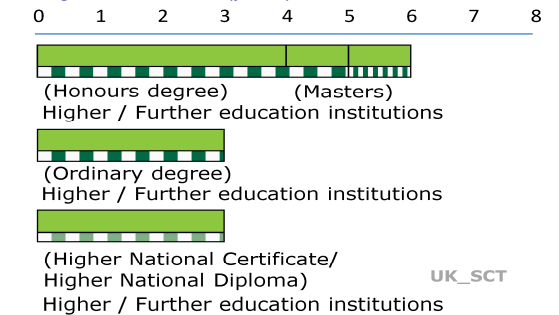 0 1 2 3 4 5 6 7 8
(Honours degree) (Masters)
Higher / Further education institutions
(Ordinary degree)
Higher / Further education institutions
(Higher National Certificate/
Higher National Diploma)
UK_SCT
Higher / Further education institutions